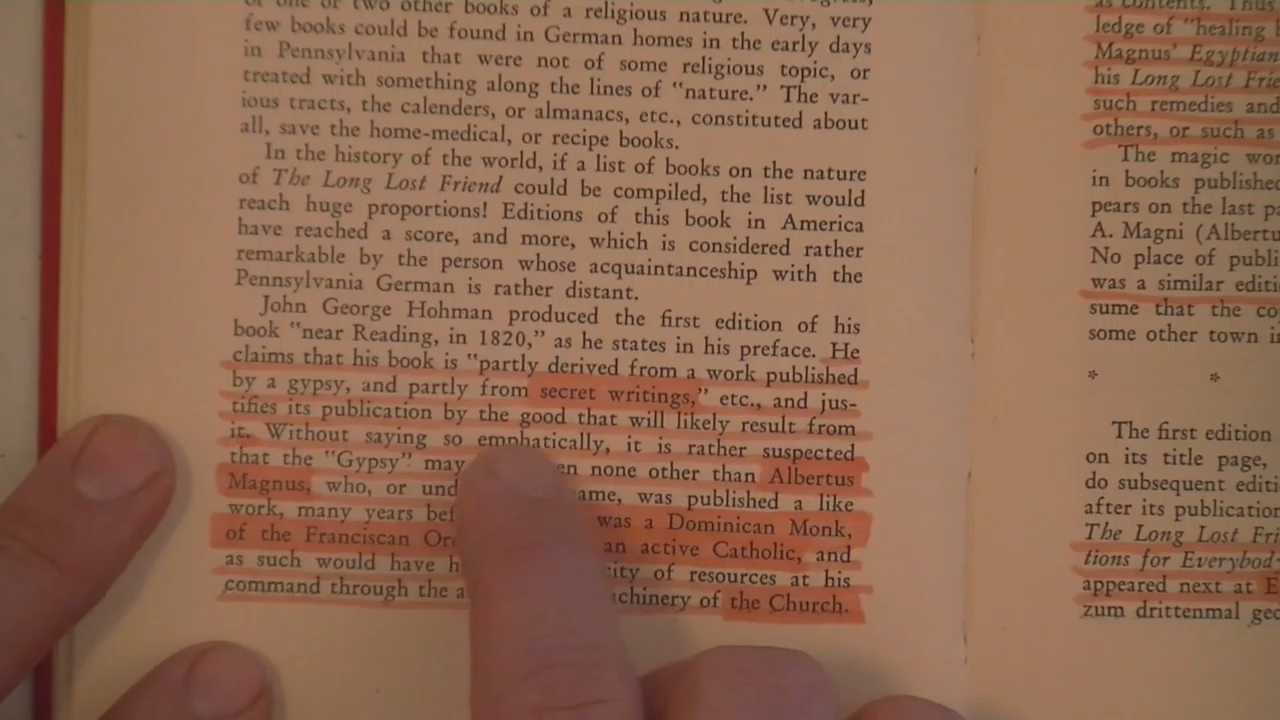 or one or two other books of a religious nature. Very, very
few books could be found in German homes in the early days
in Pennsylvania that were not of some religious topic, or
treated with something along the lines of "nature." The var-
ious tracts, the calenders, or almanacs, etc., constituted about
all, save the home-medical, or recipe books.
In the history of the world, if a list of books on the nature
of The Long Lost Friend could be compiled, the list would
reach huge proportions! Editions of this book in America
have reached a score, and more, which is considered rather
remarkable by the person whose acquaintanceship with the
Pennsylvania German is rather distant.
John George Hohman produced the first edition of his
book "near Reading, in 1820," as he states in his preface. He
claims that his book is "partly derived from a work published
by a gypsy, and partly from secret writings," etc., and jus-
tifies its publication by the good that will likely result from
it. Without saying so emphatically, it is rather suspected
that the "Gypsy" may en none other than Albertus
Magnus, who, or und ame, was published a like
work, many years bef was a Dominican Monk,
of the Franciscan Or an active Catholic, and
as such would have h ity of resources at his
command through the a chinery of the Church.
as contents. Thus
ledge of "healing
Magnus' Egyptian
his Long Lost Frie
such remedies and
others, or such as
The magic wor
in books published
pears on the last p
A. Magni (Albertu
No place of publi
was a similar editi
sume that the co
some other town i
* *
The first edition
on its title page,
do subsequent editi
after its publication
The Long Lost Fri
tions for Everybody
appeared next at E
zum drittenmal ged